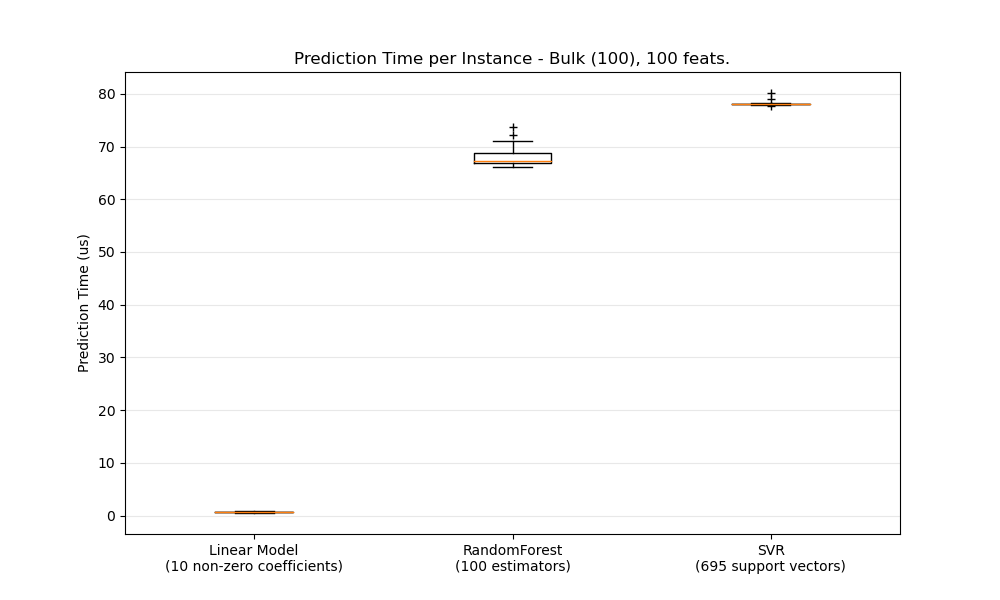 Prediction Time per Instance - Bulk (100), 100 feats.
Prediction Time (us)
80
70
60
50
40
30
20
10
0
Linear Model
(10 non-zero coefficients)
RandomForest
(100 estimators)
SVR
(695 support vectors)